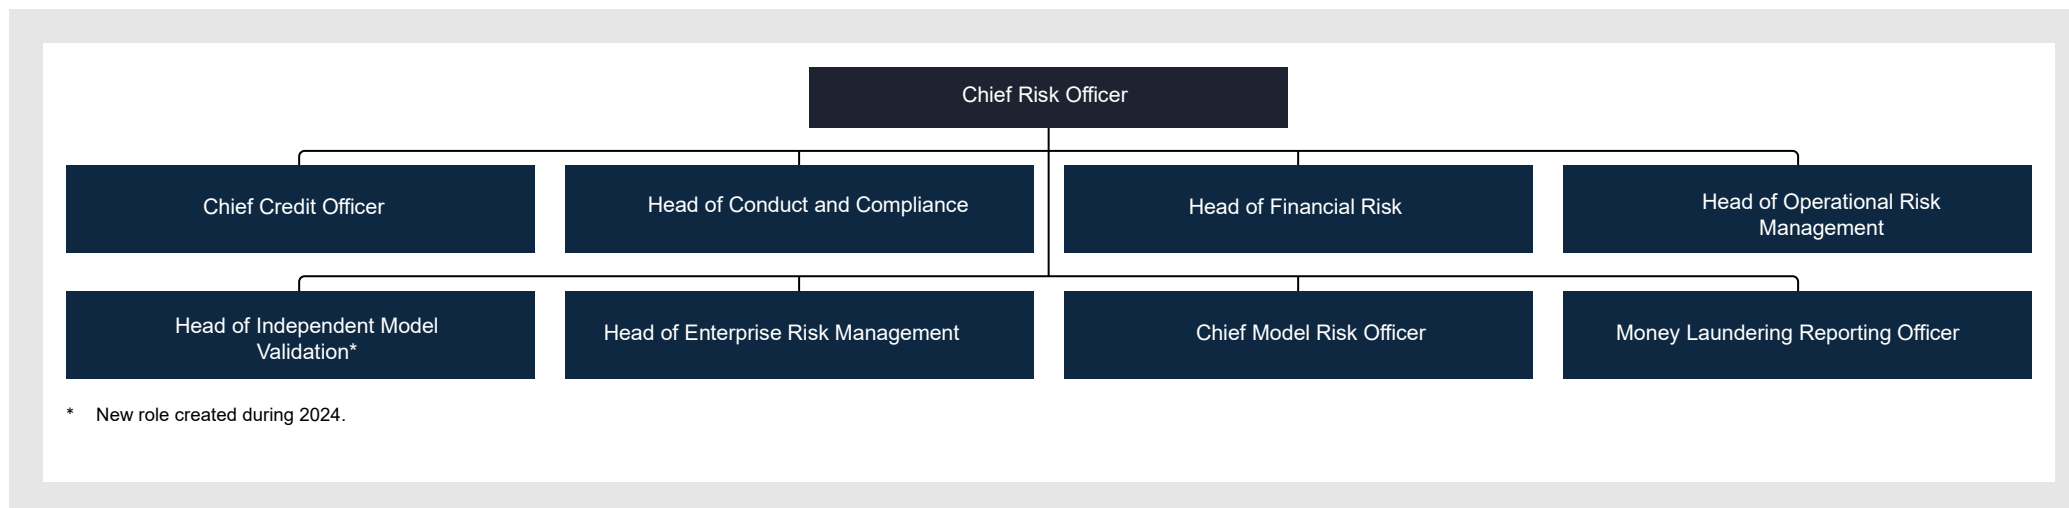 Chief Risk Officer
Chief Credit Officer
Head of Conduct and Compliance
Head of Financial Risk
Head of Operational Risk
Management
Head of Independent Model
Validation*
Head of Enterprise Risk Management
Chief Model Risk Officer
Money Laundering Reporting Officer
* New role created during 2024.